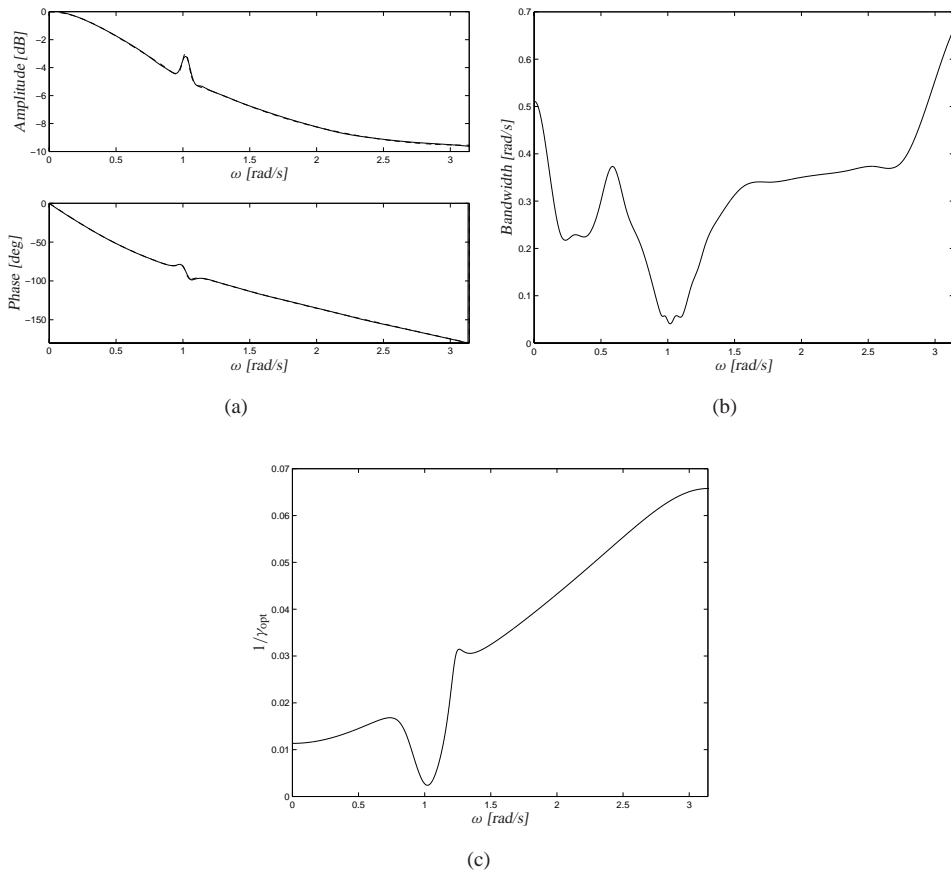 0
−2
−4
−6
−8
−10
Amplitude [dB]
0 0.5 1 1.5 2 2.5 3
ω [rad/s]
0
−50
−100
−150
Phase [deg]
0 0.5 1 1.5 2 2.5 3
ω [rad/s]
(a)
0.7
0.6
0.5
0.4
0.3
0.2
0.1
0
Bandwidth [rad/s]
0 0.5 1 1.5 2 2.5 3
ω [rad/s]
(b)
0.07
0.06
0.05
0.04
0.03
0.02
0.01
0
1/γopt
0 0.5 1 1.5 2 2.5 3
ω [rad/s]
(c)